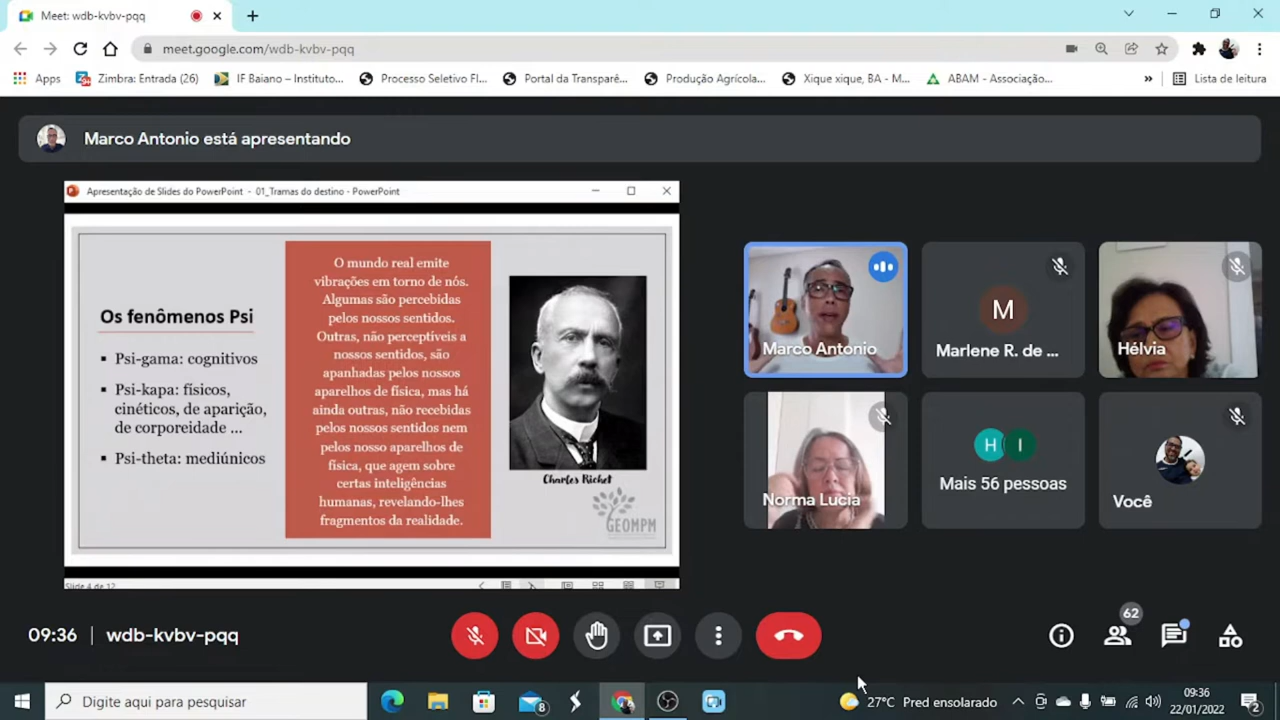 Meet: wdb-kvbv-pqq
meet.google.com/wdb-kvbv-pqq
Apps
Zimbra: Entrada (26)
IF Baiano – Instituto...
Processo Seletivo FI...
Portal da Transparê...
Produção Agrícola...
Xique xique, BA - M...
ABAM - Associação...
»
Lista de leitura
Marco Antonio está apresentando
Apresentação de Slides do PowerPoint - 01_Tramas do destino - PowerPoint
Os fenômenos Psi
▪ Psi-gama: cognitivos
▪ Psi-kapa: físicos,
cinéticos, de aparição,
de corporeidade ...
▪ Psi-theta: mediúnicos
O mundo real emite
vibrações em torno de nós.
Algumas são percebidas
pelos nossos sentidos.
Outras, não perceptíveis a
nossos sentidos, são
apanhadas pelos nossos
aparelhos de física, mas há
ainda outras, não recebidas
pelos nossos sentidos nem
pelos nosso aparelhos de
física, que agem sobre
certas inteligências
humanas, revelando-lhes
fragmentos da realidade.
Charles Richet
GEOMPM
Slide 4 de 12
Marco Antonio
M
Marlene R. de ...
Hélvia
Norma Lucia
H
I
Mais 56 pessoas
Você
09:36 | wdb-kvbv-pqq
62
Digite aqui para pesquisar
8
27°C Pred ensolarado
09:36
22/01/2022
2